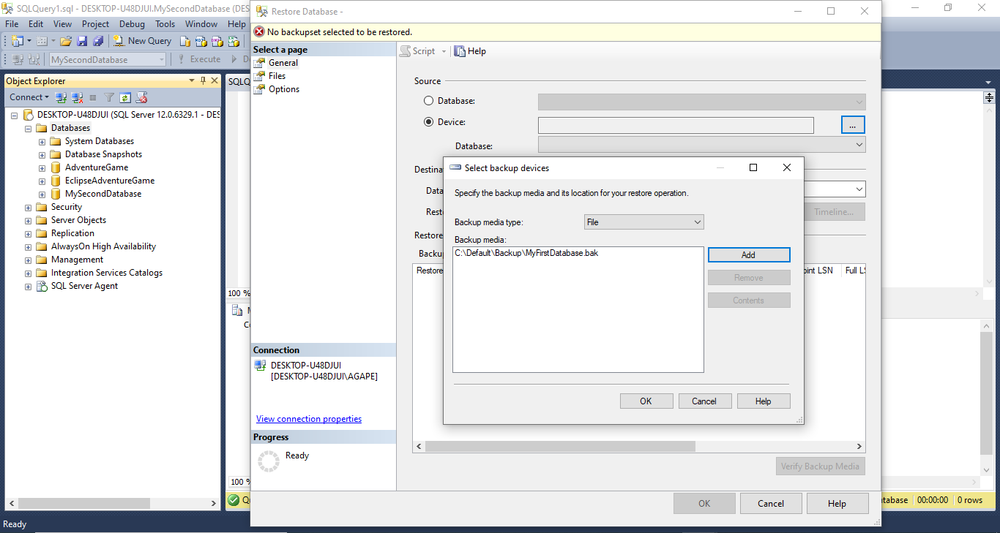 SQLQuery1.sql - DESKTOP-U48DJUI.MySecondDatabase (DES
File Edit View Project Debug Tools Window Help
New Query
MySecondDatabase
Execute
Object Explorer
Connect
DESKTOP-U48DJUI (SQL Server 12.0.6329.1 - DES
Databases
System Databases
Database Snapshots
AdventureGame
EclipseAdventureGame
MySecondDatabase
Security
Server Objects
Replication
AlwaysOn High Availability
Management
Integration Services Catalogs
SQL Server Agent
Ready
SQLQ
100 %
100 %
Restore Database -
No backupset selected to be restored.
Select a page
General
Files
Options
Connection
DESKTOP-U48DJUI
[DESKTOP-U48DJUI\AGAPE]
View connection properties
Progress
Ready
Script
Help
Source
Database:
Device:
...
Database:
Destina
Data
Resto
Timeline...
Restore
Backup
Restore
oint LSN Full LS
Verify Backup Media
OK Cancel Help
Select backup devices
Specify the backup media and its location for your restore operation.
Backup media type: File
Backup media:
C:\Default\Backup\MyFirstDatabase.bak
Add
Remove
Contents
OK Cancel Help
tabase 00:00:00 0 rows